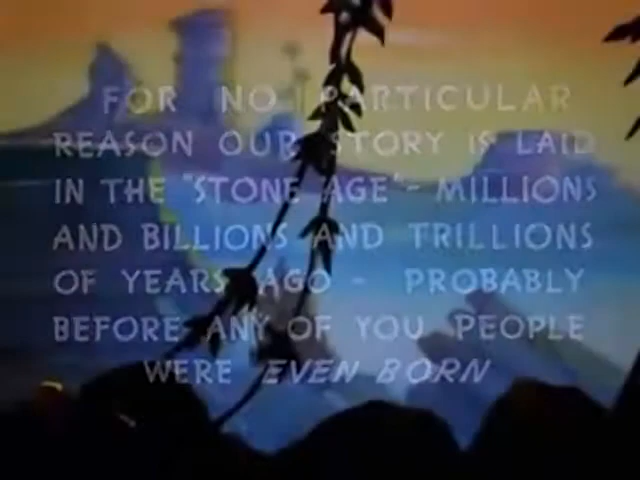 FOR NO PARTICULAR
REASON OUR STORY IS LAID
IN THE "STONE AGE"- MILLIONS
AND BILLIONS AND TRILLIONS
OF YEARS AGO - PROBABLY
BEFORE ANY OF YOU PEOPLE
WERE EVEN BORN